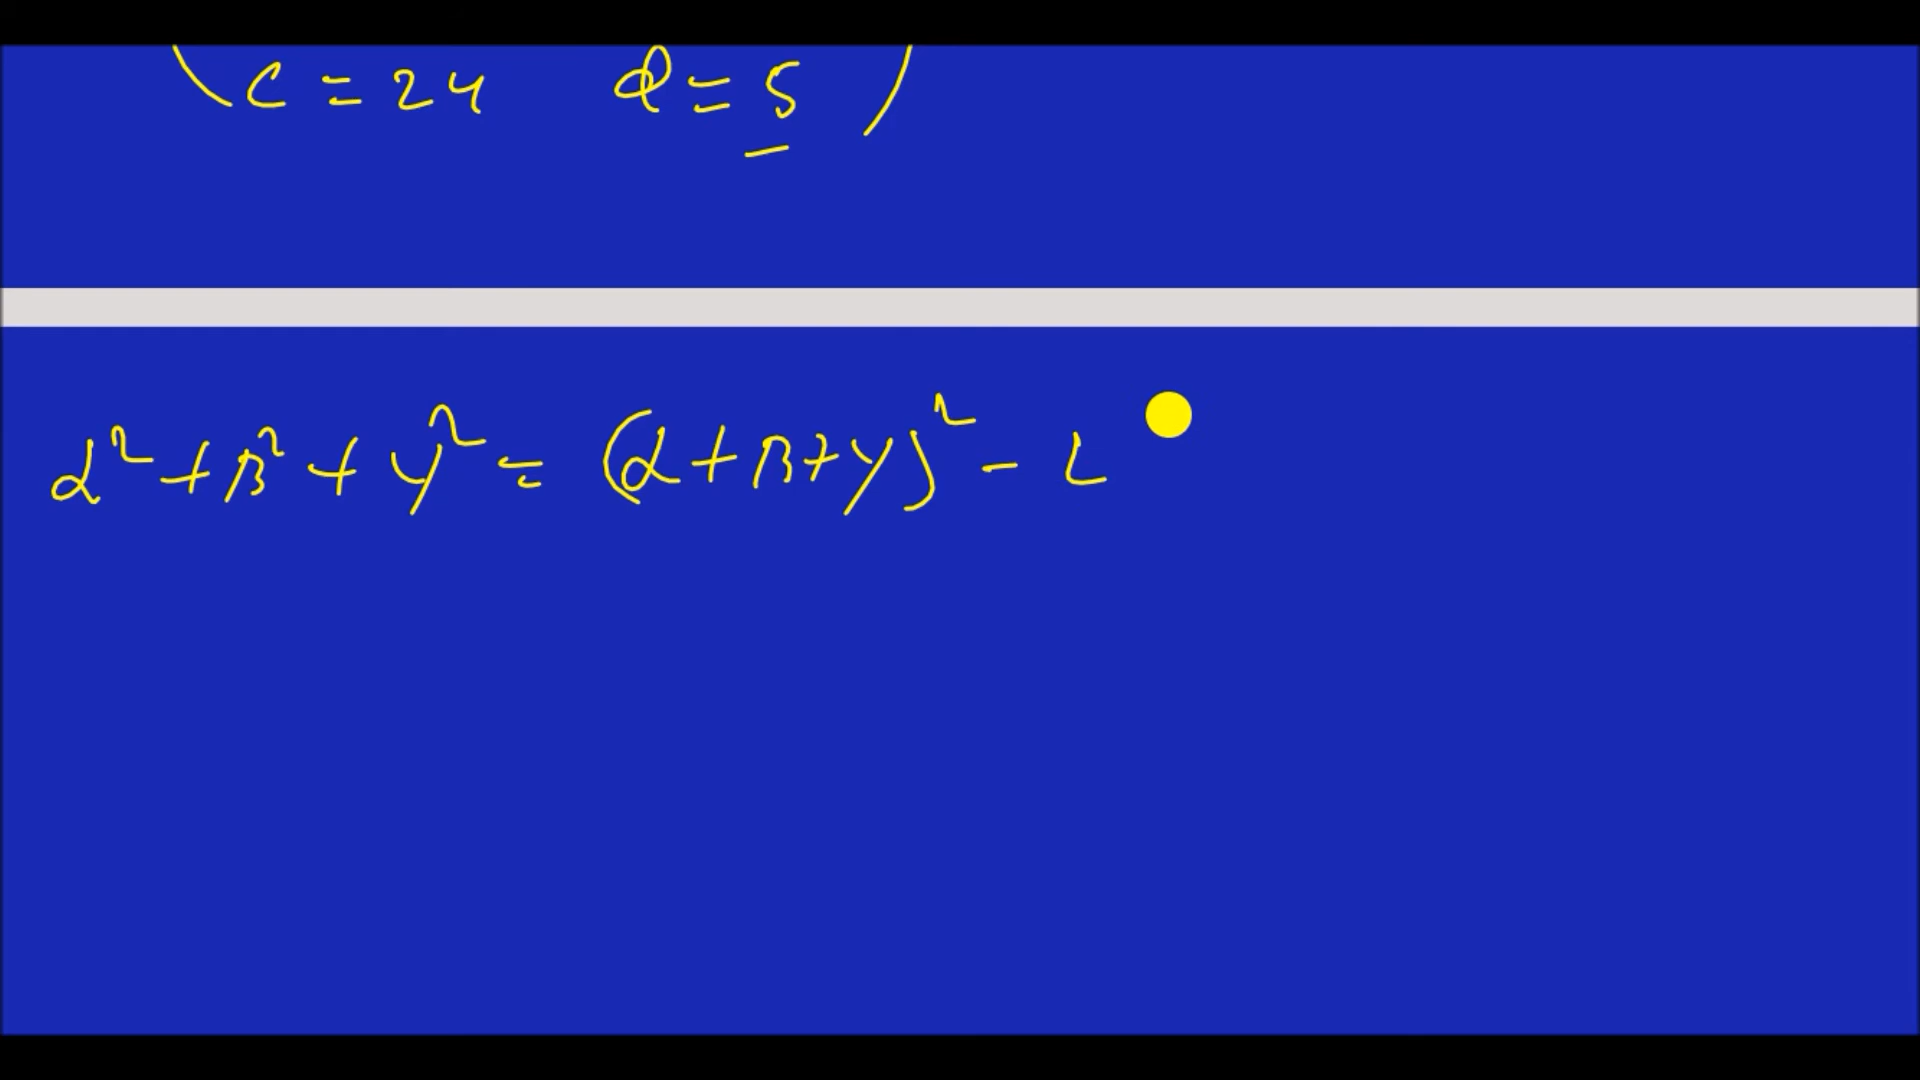 (c = 24 d = 5)
α² + β² + γ² = (α + β + γ)² - 2